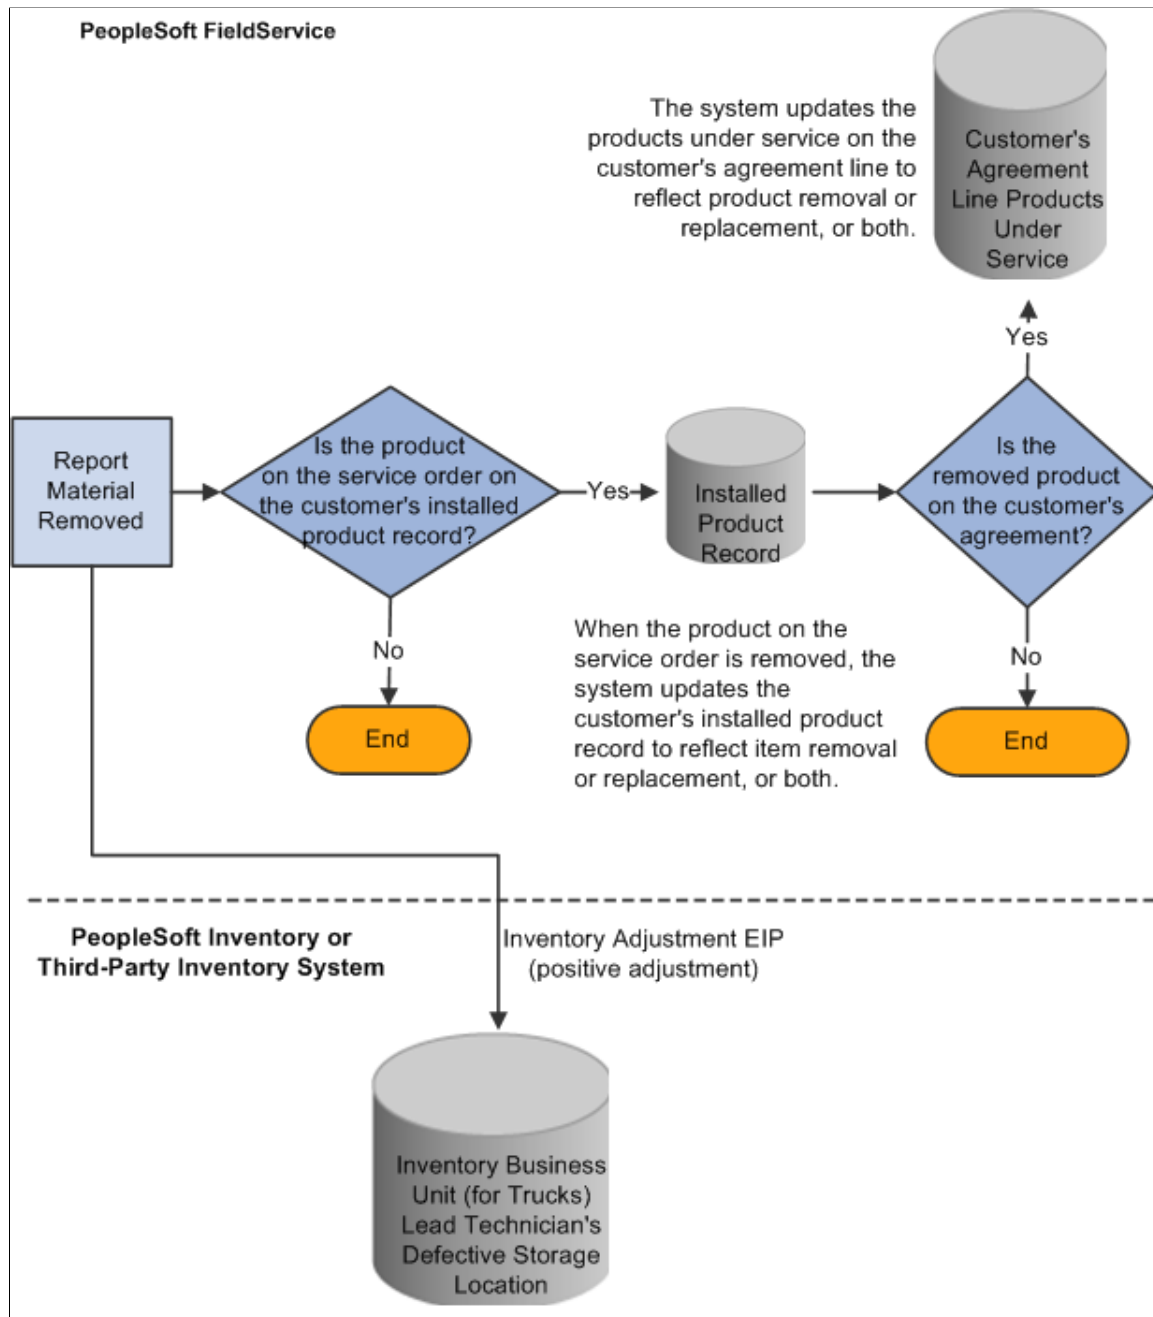 PeopleSoft FieldService
The system updates the
products under service on the
customer's agreement line to
reflect product removal or
replacement, or both.
Customer's
Agreement
Line Products
Under
Service
Yes
Report
Material
Removed
Is the product
on the service order on
the customer's installed
product record?
Yes
Installed
Product
Record
Is the
removed product
on the customer's
agreement?
No
End
When the product on the
service order is removed, the
system updates the
customer's installed product
record to reflect item removal
or replacement, or both.
No
End
PeopleSoft Inventory or
Third-Party Inventory System
Inventory Adjustment EIP
(positive adjustment)
Inventory Business
Unit (for Trucks)
Lead Technician's
Defective Storage
Location